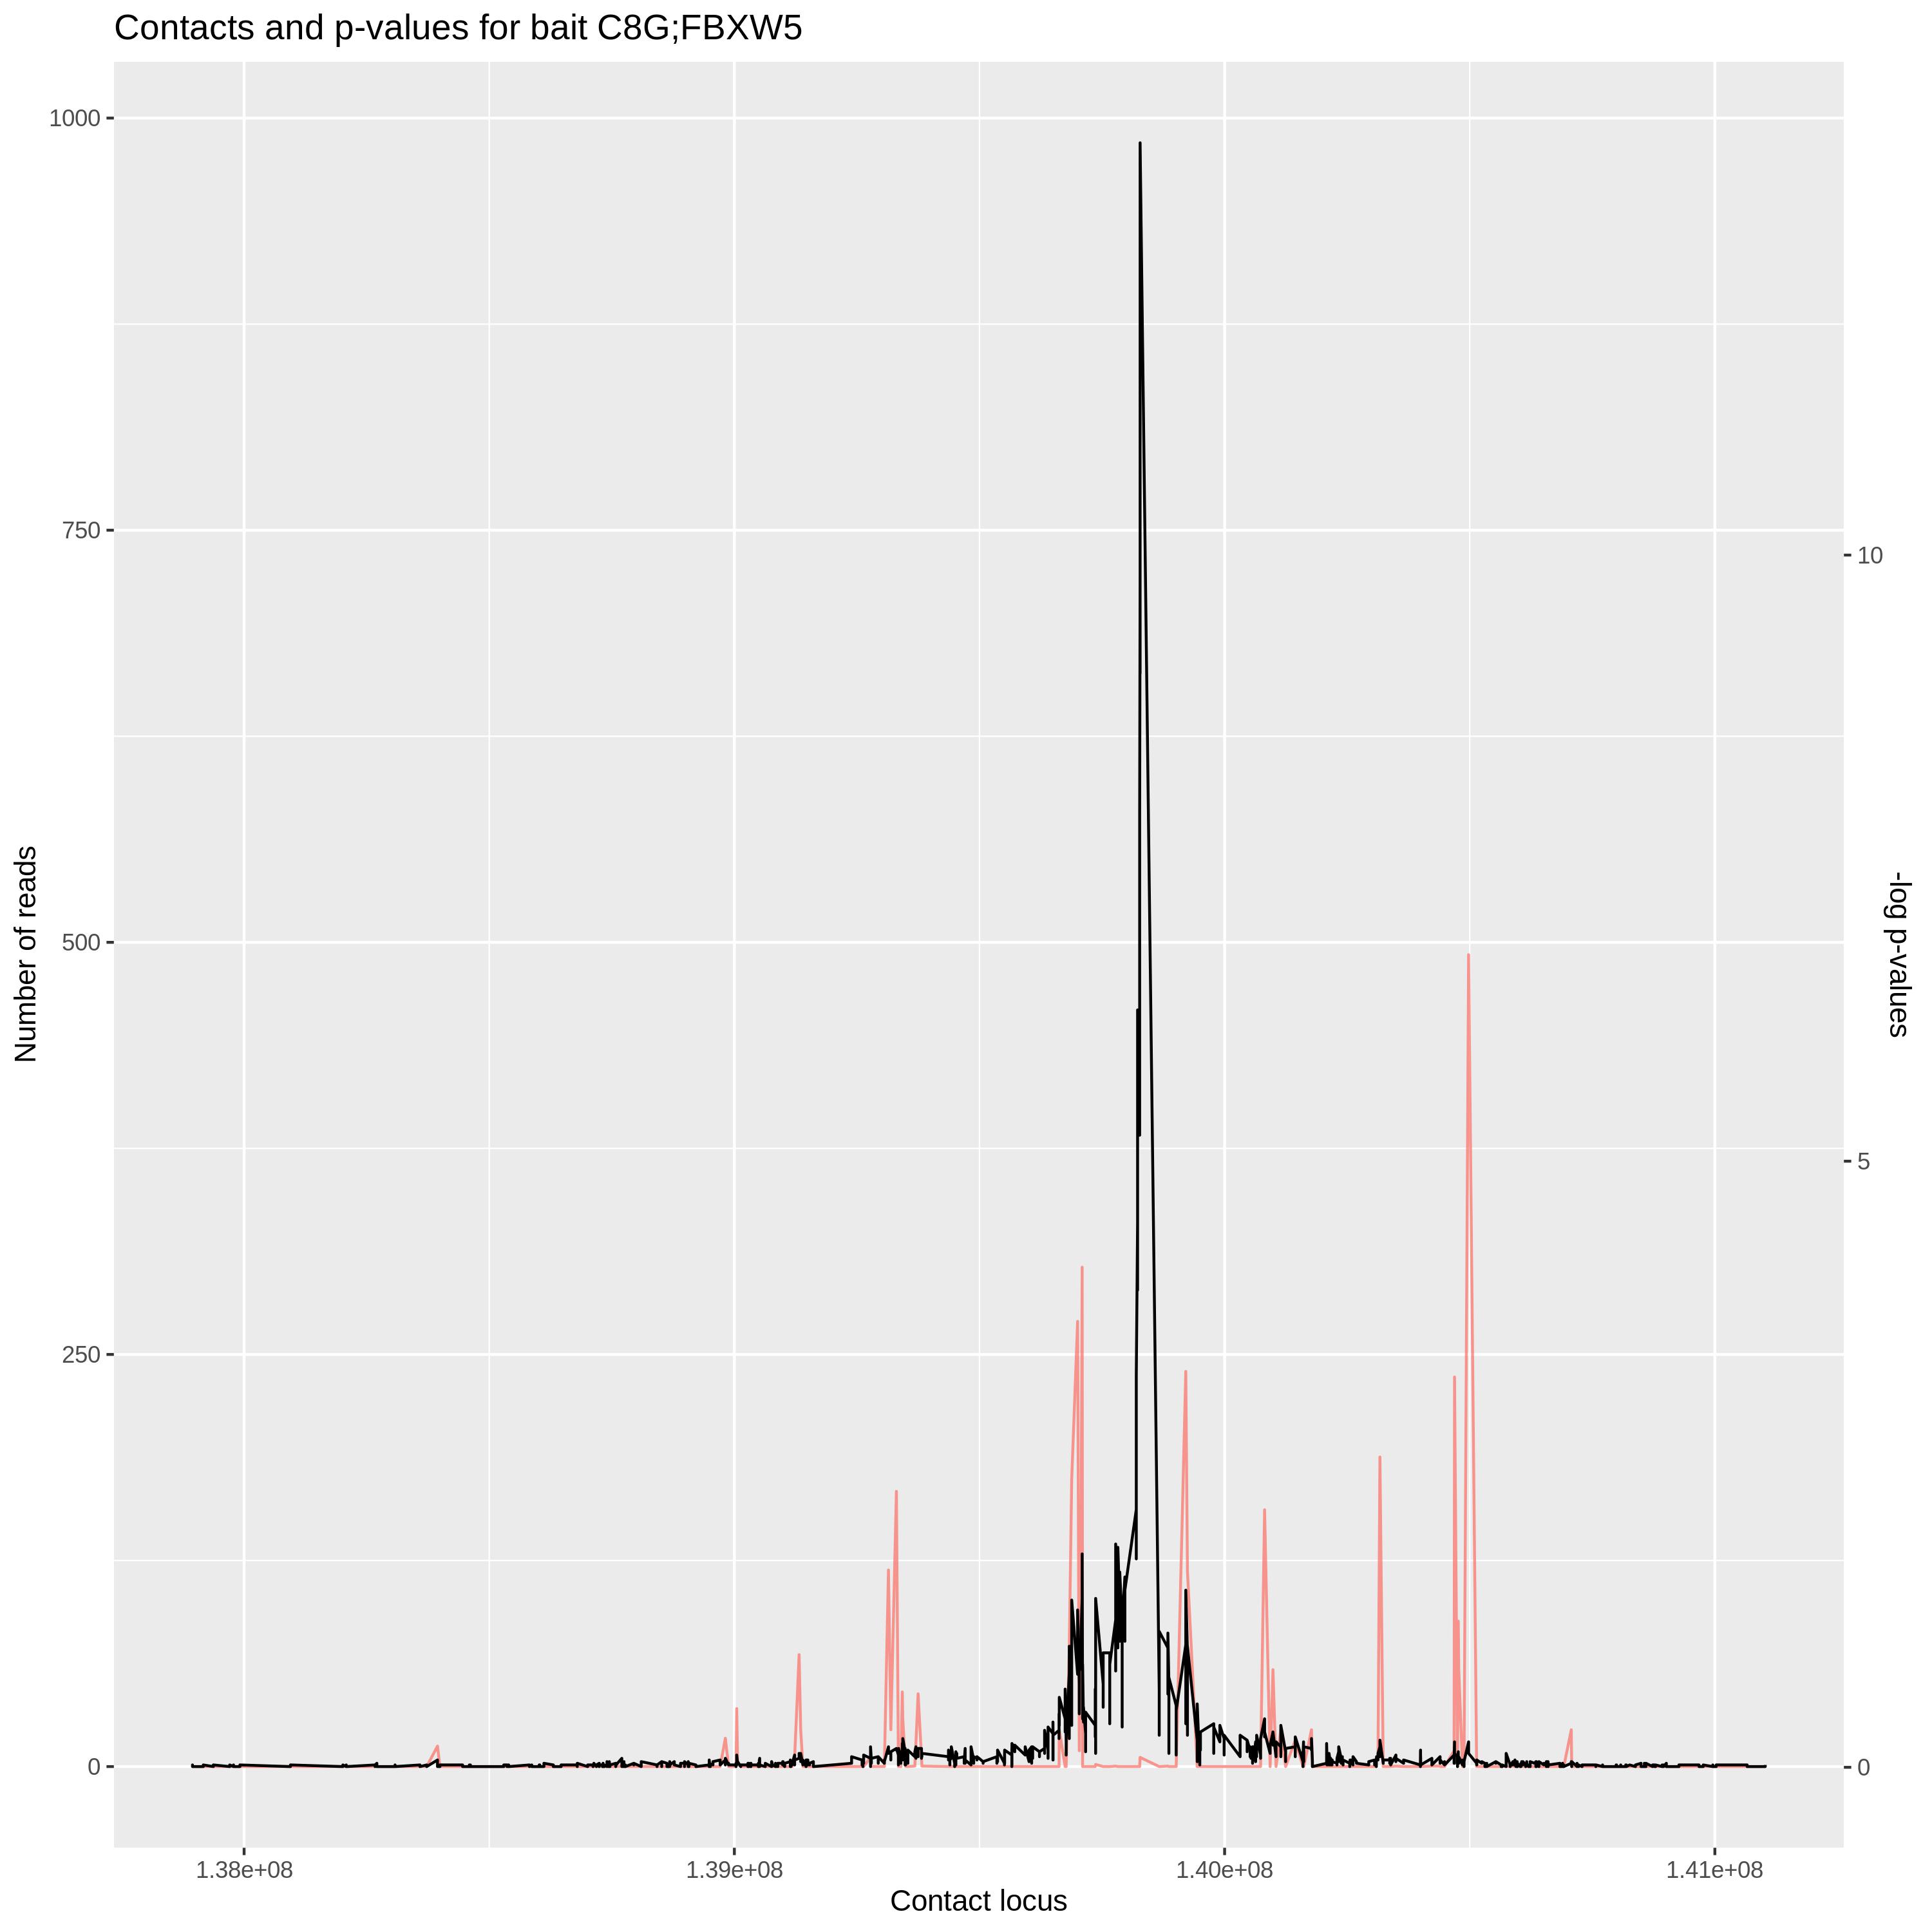 Contacts and p-values for bait C8G;FBXW5
1000
750
500
250
0
Number of reads
10
5
0
-log p-values
1.38e+08
1.39e+08
1.40e+08
1.41e+08
Contact locus